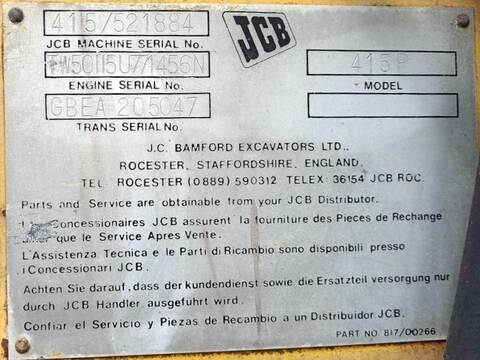 415/521884
JCB MACHINE SERIAL No.
JCB
ENGINE SERIAL No.
MODEL
GBEA 205047
TRANS SERIAL No.
J.C. BAMFORD EXCAVATORS LTD.,
ROCESTER, STAFFORDSHIRE, ENGLAND.
TEL ROCESTER (0889) 590312 TELEX 36154 JCB ROC.
Parts and Service are obtainable from your JCB Distributor.
Concessionaires JCB assurent la fourniture des Pieces de Rechange
que le Service Apres Vente.
L'Assistenza Tecnica e le Parti di Ricambio sono disponibili presso
i Concessionari JCB.
Achten Sie darauf, dass der kundendienst sowie die Ersatzteil versorgung nur
durch JCB Händler ausgeführt wird.
Confiar el Servicio y Piezas de Recambio a un Distribuidor JCB.
PART NO. 817/00266